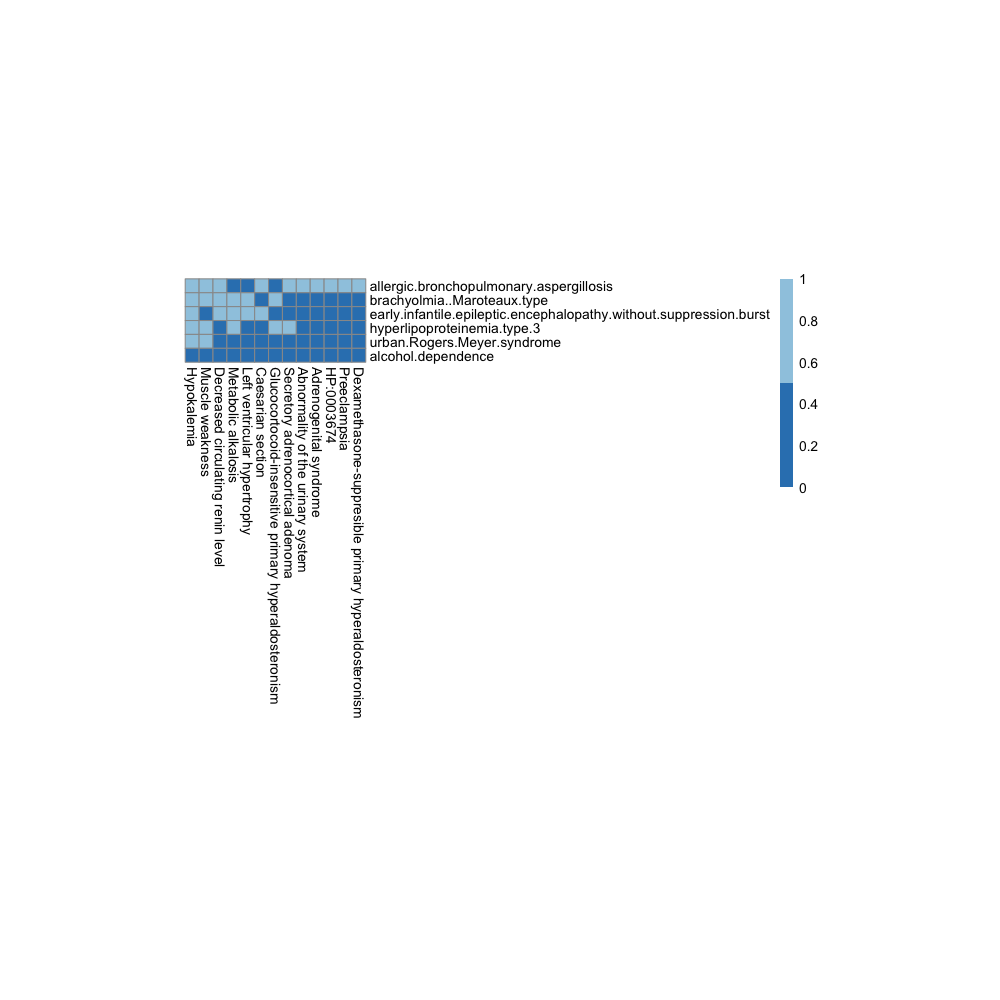 allergic.bronchopulmonary.aspergillosis
brachyolmia..Maroteaux.type
early.infantile.epileptic.encephalopathy.without.suppression.burst
hyperlipoproteinemia.type.3
urban.Rogers.Meyer.syndrome
alcohol.dependence
Hypokalemia
Muscle weakness
Decreased circulating renin level
Metabolic alkalosis
Left ventricular hypertrophy
Caesarian section
Glucocortocoid-insensitive primary hyperaldosteronism
Secretory adrenocortical adenoma
Abnormality of the urinary system
Adrenogenital syndrome
HP:0003674
Preeclampsia
Dexamethasone-suppresible primary hyperaldosteronism
1
0.8
0.6
0.4
0.2
0